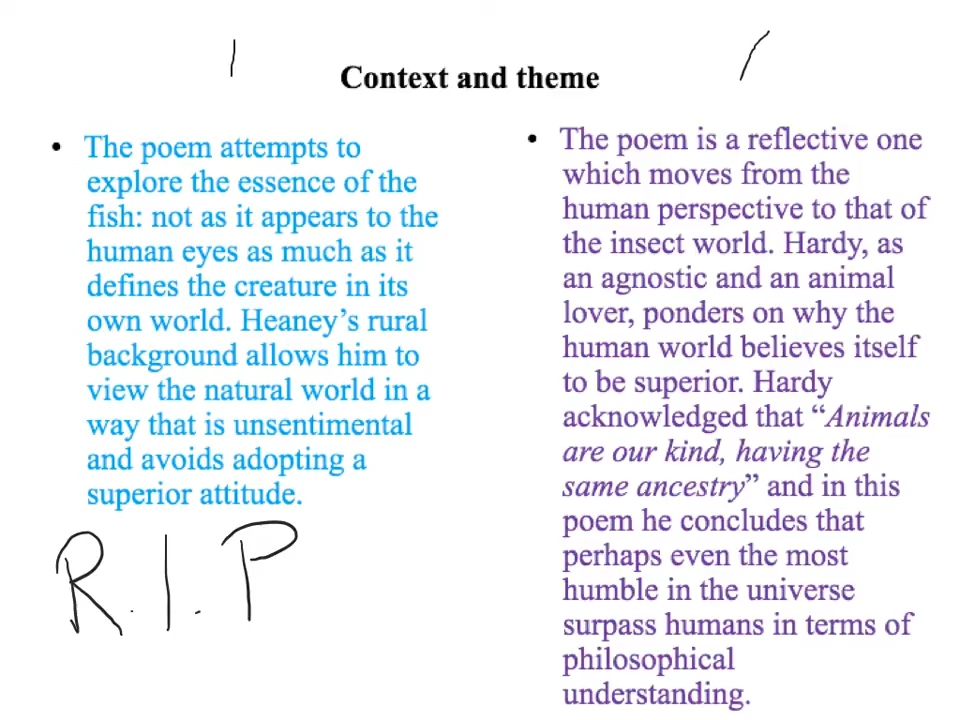 Context and theme
• The poem attempts to
explore the essence of the
fish: not as it appears to the
human eyes as much as it
defines the creature in its
own world. Heaney’s rural
background allows him to
view the natural world in a
way that is unsentimental
and avoids adopting a
superior attitude.
R.I.P
• The poem is a reflective one
which moves from the
human perspective to that of
the insect world. Hardy, as
an agnostic and an animal
lover, ponders on why the
human world believes itself
to be superior. Hardy
acknowledged that “Animals
are our kind, having the
same ancestry” and in this
poem he concludes that
perhaps even the most
humble in the universe
surpass humans in terms of
philosophical
understanding.